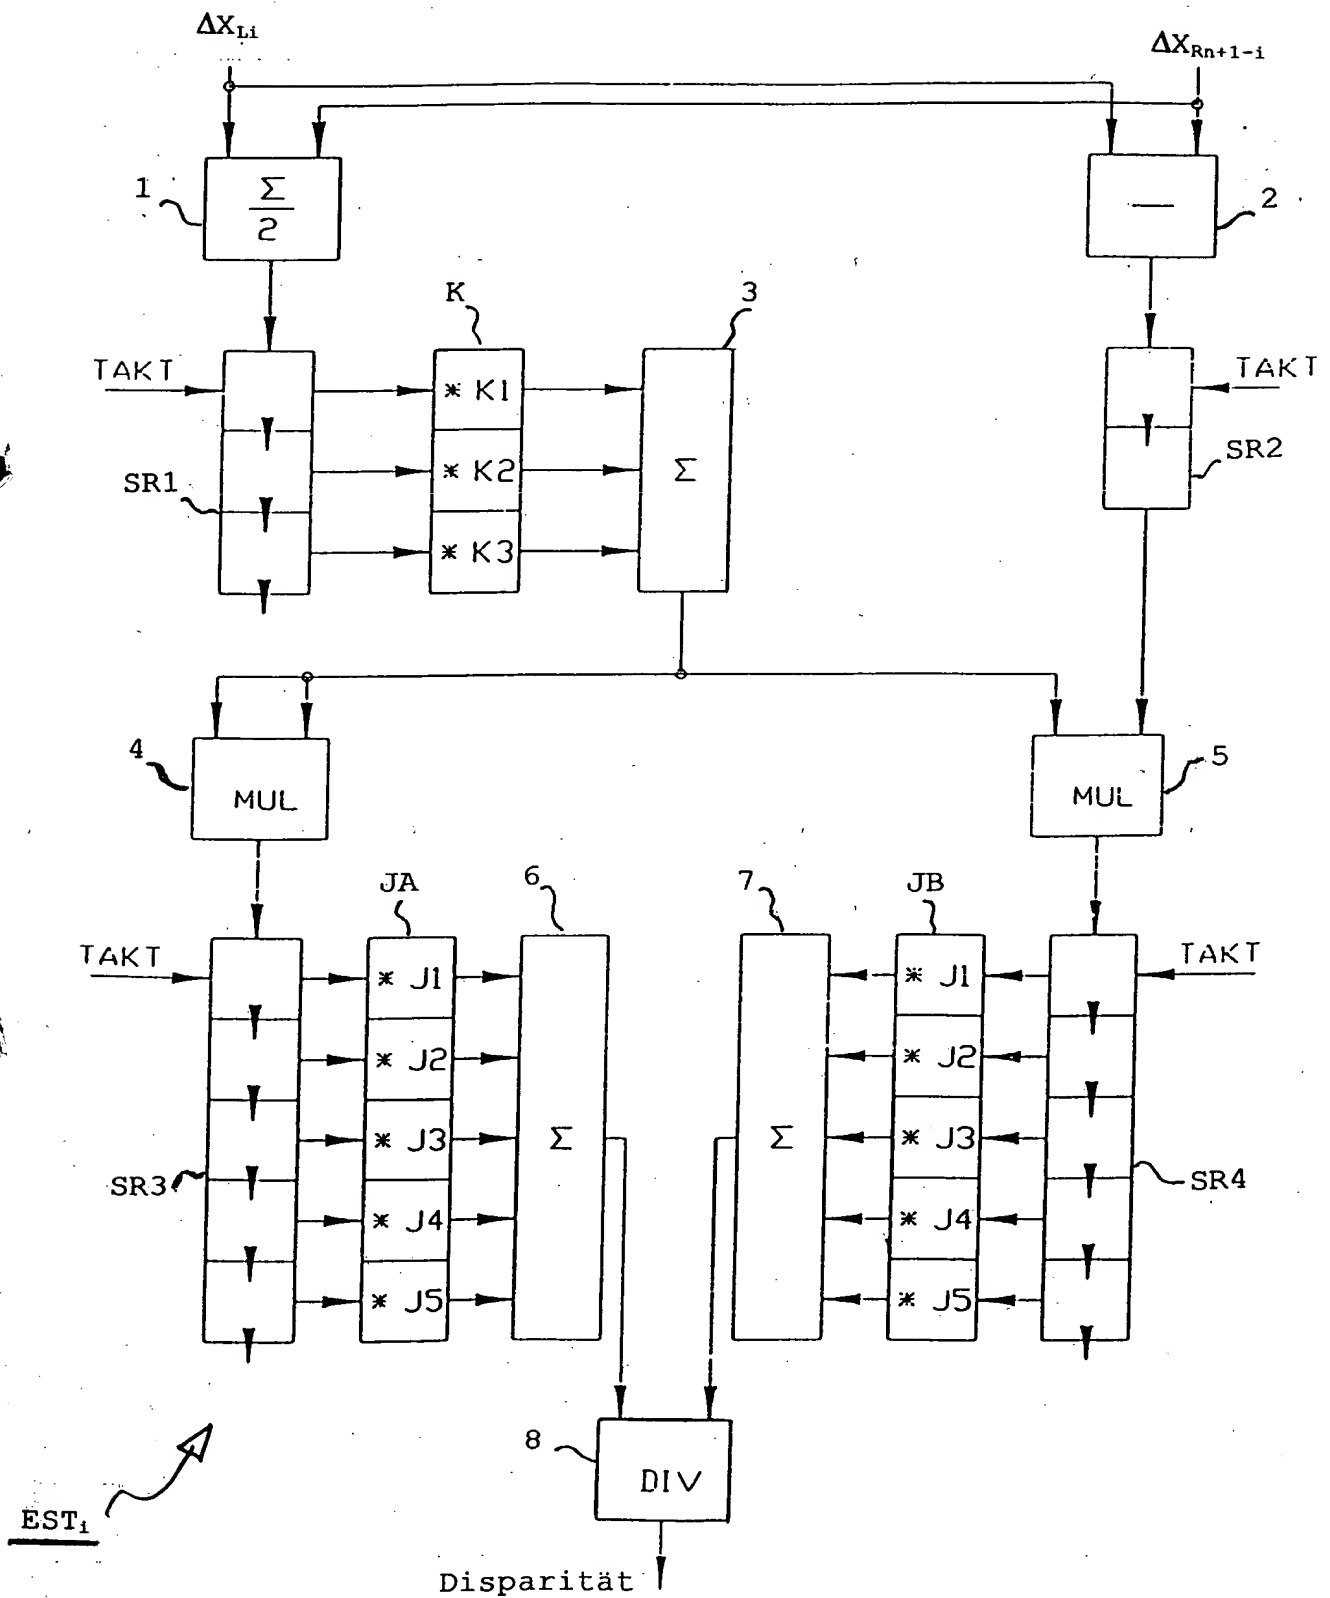 ΔX_Li
ΔX_Rn+1-i
1
Σ
2
—
2
K
3
TAKT
* K1
TAKT
* K2
Σ
SR2
SR1
* K3
4
MUL
5
MUL
JA
6
7
JB
TAKT
* J1
* J1
TAKT
* J2
* J2
* J3
Σ
Σ
* J3
SR3
SR4
* J4
* J4
* J5
* J5
8
DIV
EST_i
Disparität